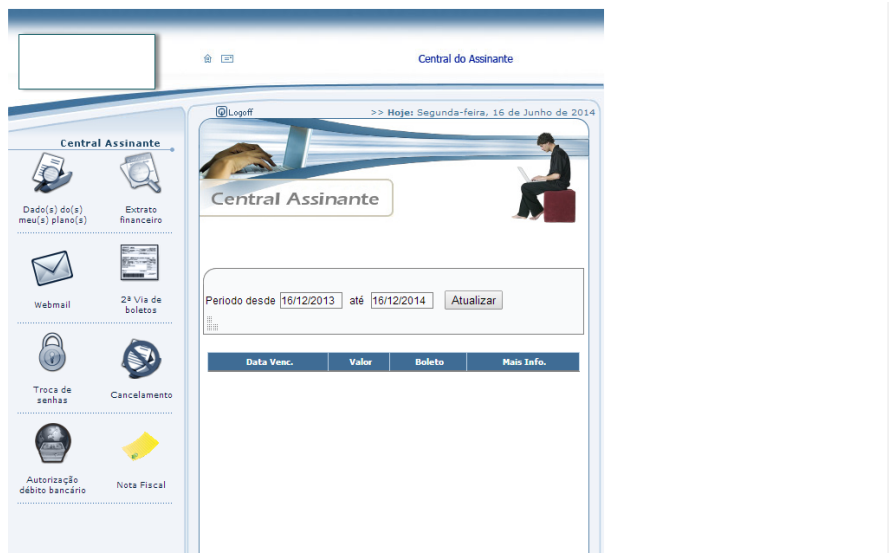 Central do Assinante
Logoff
>> Hoje: Segunda-feira, 16 de Junho de 2014
Central Assinante
Central Assinante
Dado(s) do(s)
meu(s) plano(s)
Extrato
financeiro
Webmail
2ª Via de
boletos
Troca de
senhas
Cancelamento
Autorização
débito bancário
Nota Fiscal
Periodo desde 16/12/2013 até 16/12/2014 Atualizar
Data Venc. Valor Boleto Mais Info.